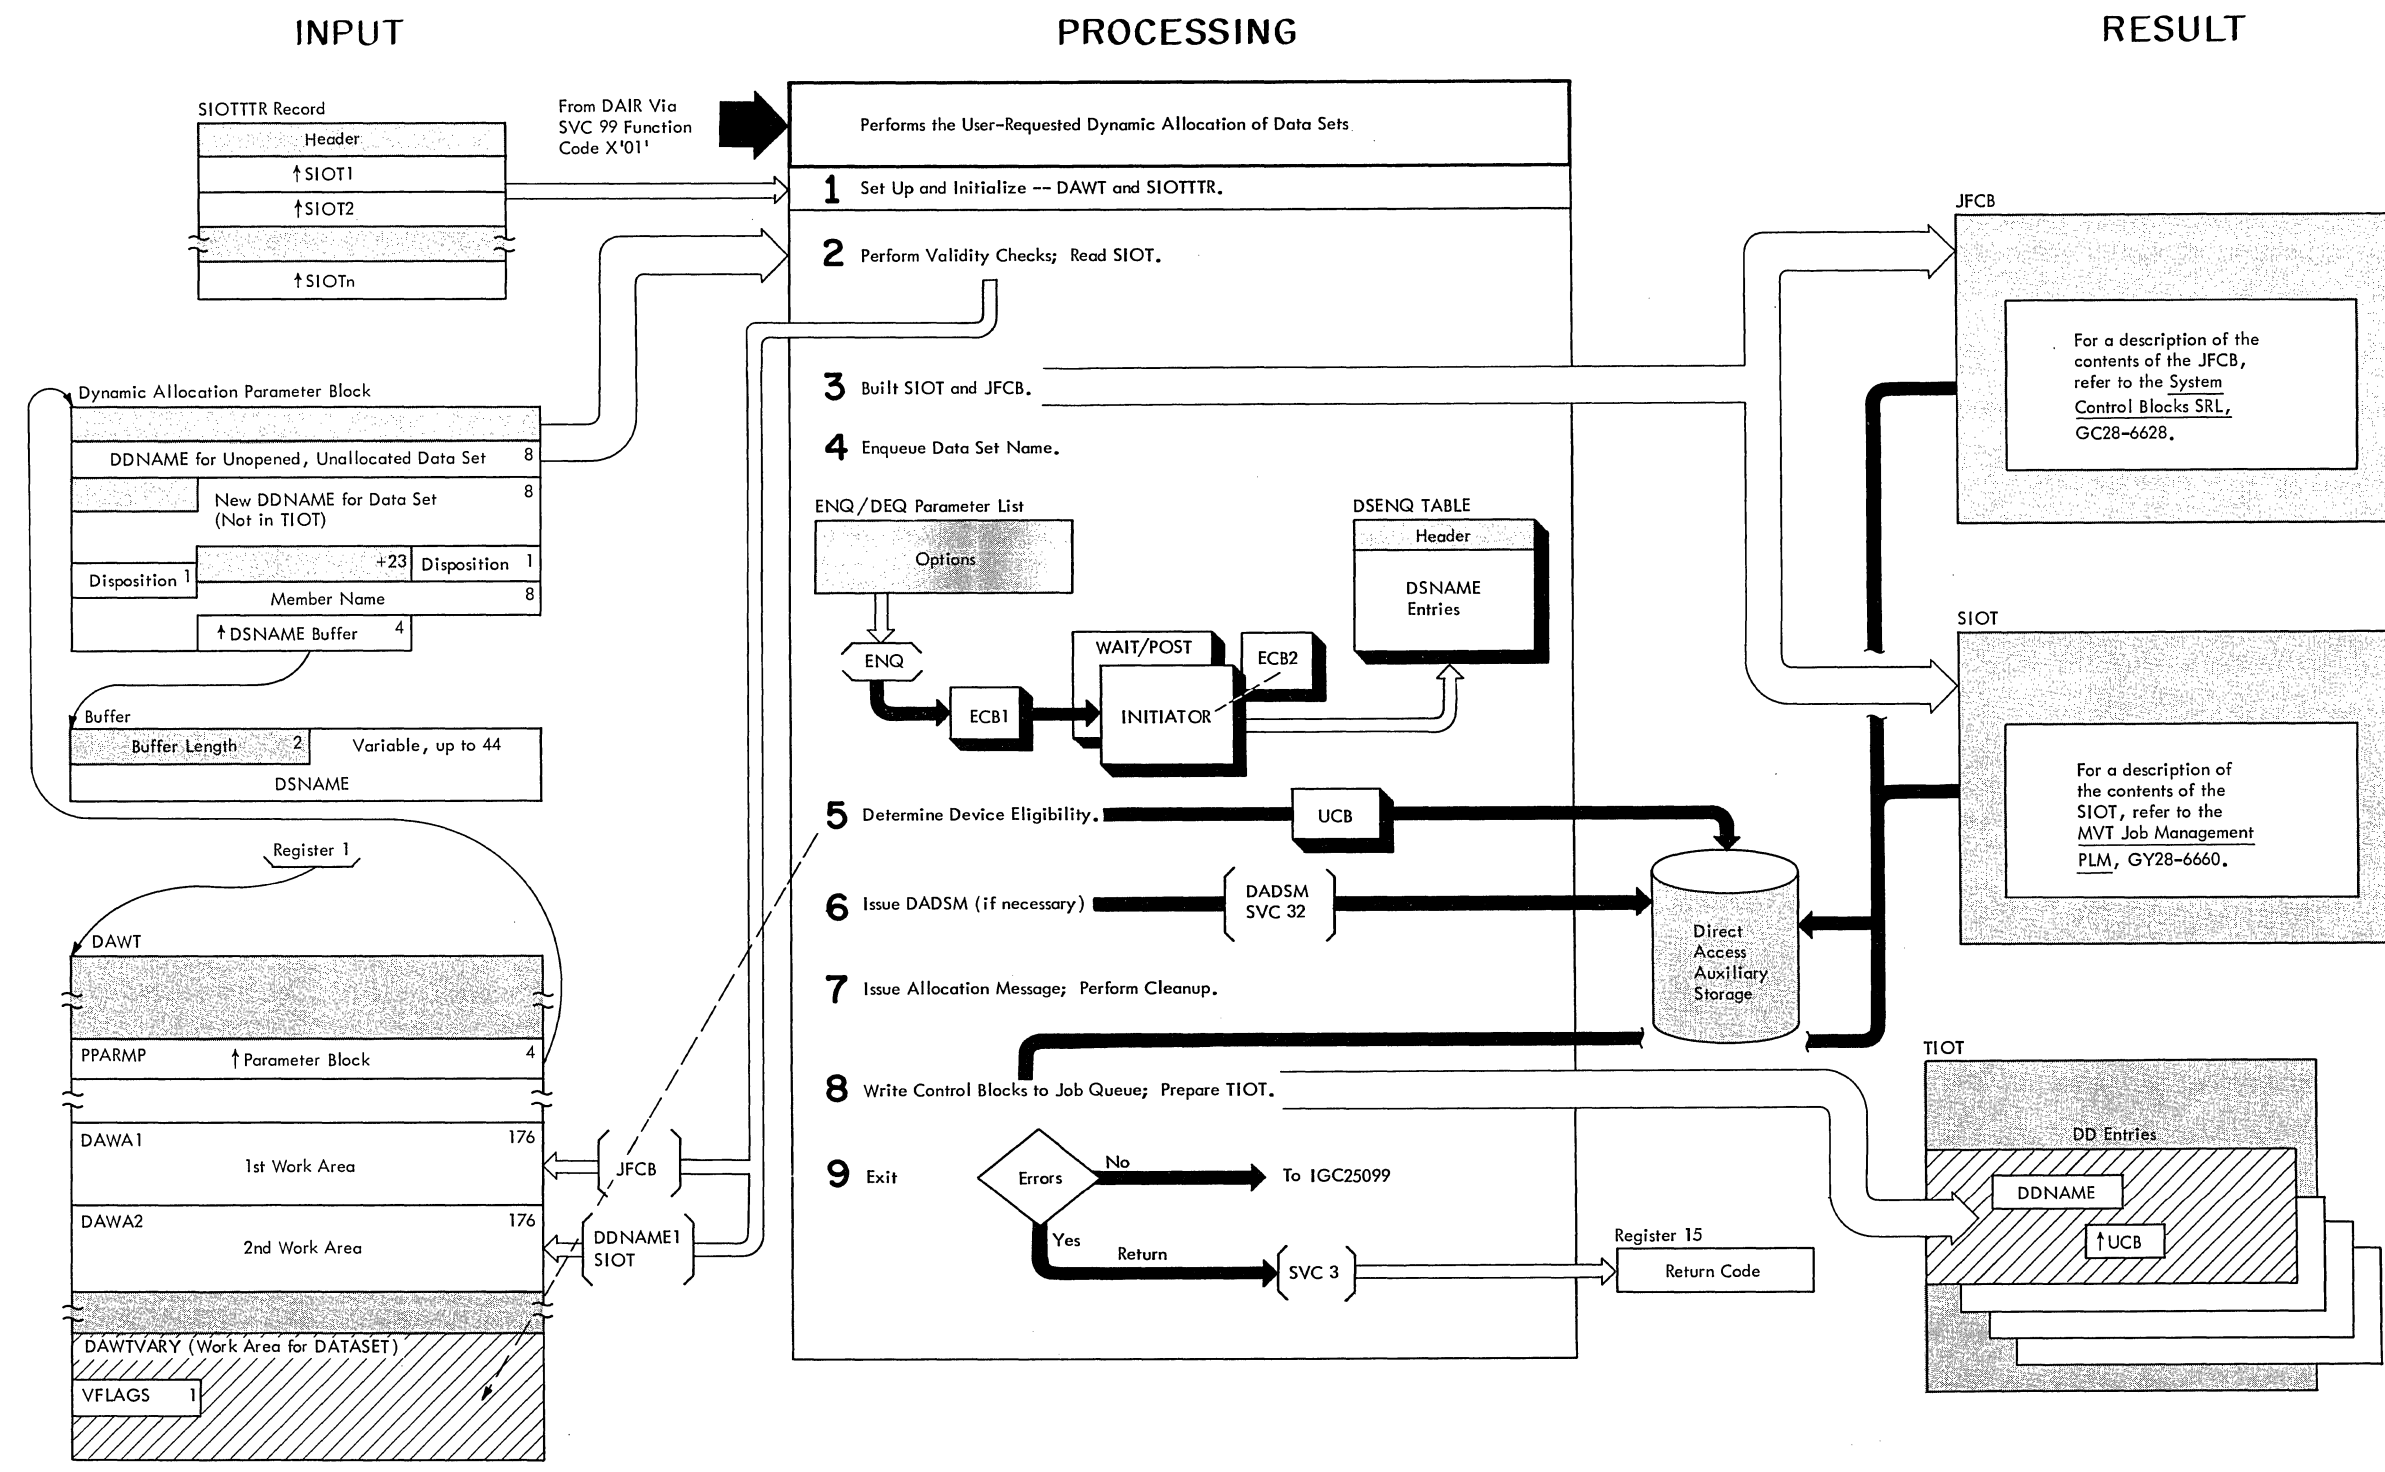 INPUT
PROCESSING
RESULT
SIOTTTR Record
Header
↑SIOT1
↑SIOT2
↑SIOTn
From DAIR Via
SVC 99 Function
Code X'01'
Performs the User-Requested Dynamic Allocation of Data Sets
1 Set Up and Initialize -- DAWT and SIOTTTR.
2 Perform Validity Checks; Read SIOT.
3 Built SIOT and JFCB.
4 Enqueue Data Set Name.
Dynamic Allocation Parameter Block
DDNAME for Unopened, Unallocated Data Set 8
New DDNAME for Data Set 8
(Not in TIOT)
+23
Disposition 1
Disposition 1
Member Name 8
↑DSNAME Buffer 4
Buffer
Buffer Length 2
Variable, up to 44
DSNAME
Register 1
DAWT
PPARMP ↑Parameter Block 4
DAWA1 176
1st Work Area
DAWA2 176
2nd Work Area
DAWTVARY (Work Area for DATASET)
VFLAGS 1
JFCB
DDNAME1
SIOT
ENQ/DEQ Parameter List
Options
ENQ
ECB1
WAIT/POST
INITIATOR
ECB2
DSENQ TABLE
Header
DSNAME
Entries
5 Determine Device Eligibility.
UCB
6 Issue DADSM (if necessary)
DADSM
SVC 32
Direct
Access
Auxiliary
Storage
7 Issue Allocation Message; Perform Cleanup.
8 Write Control Blocks to Job Queue; Prepare TIOT.
9 Exit
Errors
No
To IGC25099
Yes
Return
SVC 3
Register 15
Return Code
JFCB
For a description of the
contents of the JFCB,
refer to the System
Control Blocks SRL,
GC28-6628.
SIOT
For a description of
the contents of the
SIOT, refer to the
MVT Job Management
PLM, GY28-6660.
TIOT
DD Entries
DDNAME
↑UCB